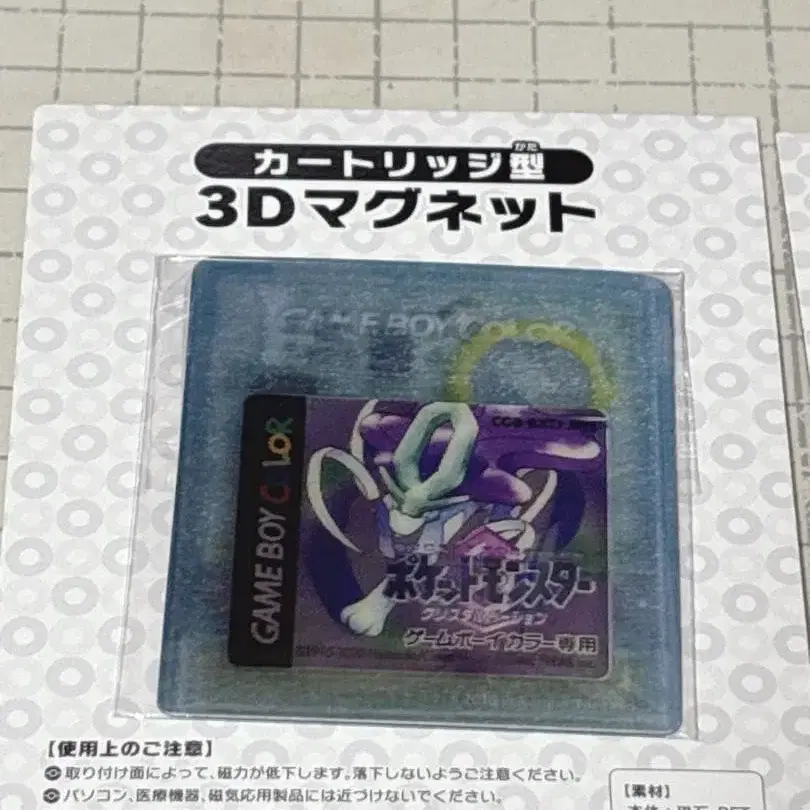 カートリッジ型
かた
3Dマグネット
GAME BOY COLOR
GAME BOY COLOR
ポケットモンスター
クリスタルバージョン
ゲームボーイカラー専用
【使用上のご注意】
取り付け面によって、磁力が低下します。落下しないようご注意ください。
パソコン、医療機器、磁気応用製品には近づけないでください。
【素材】